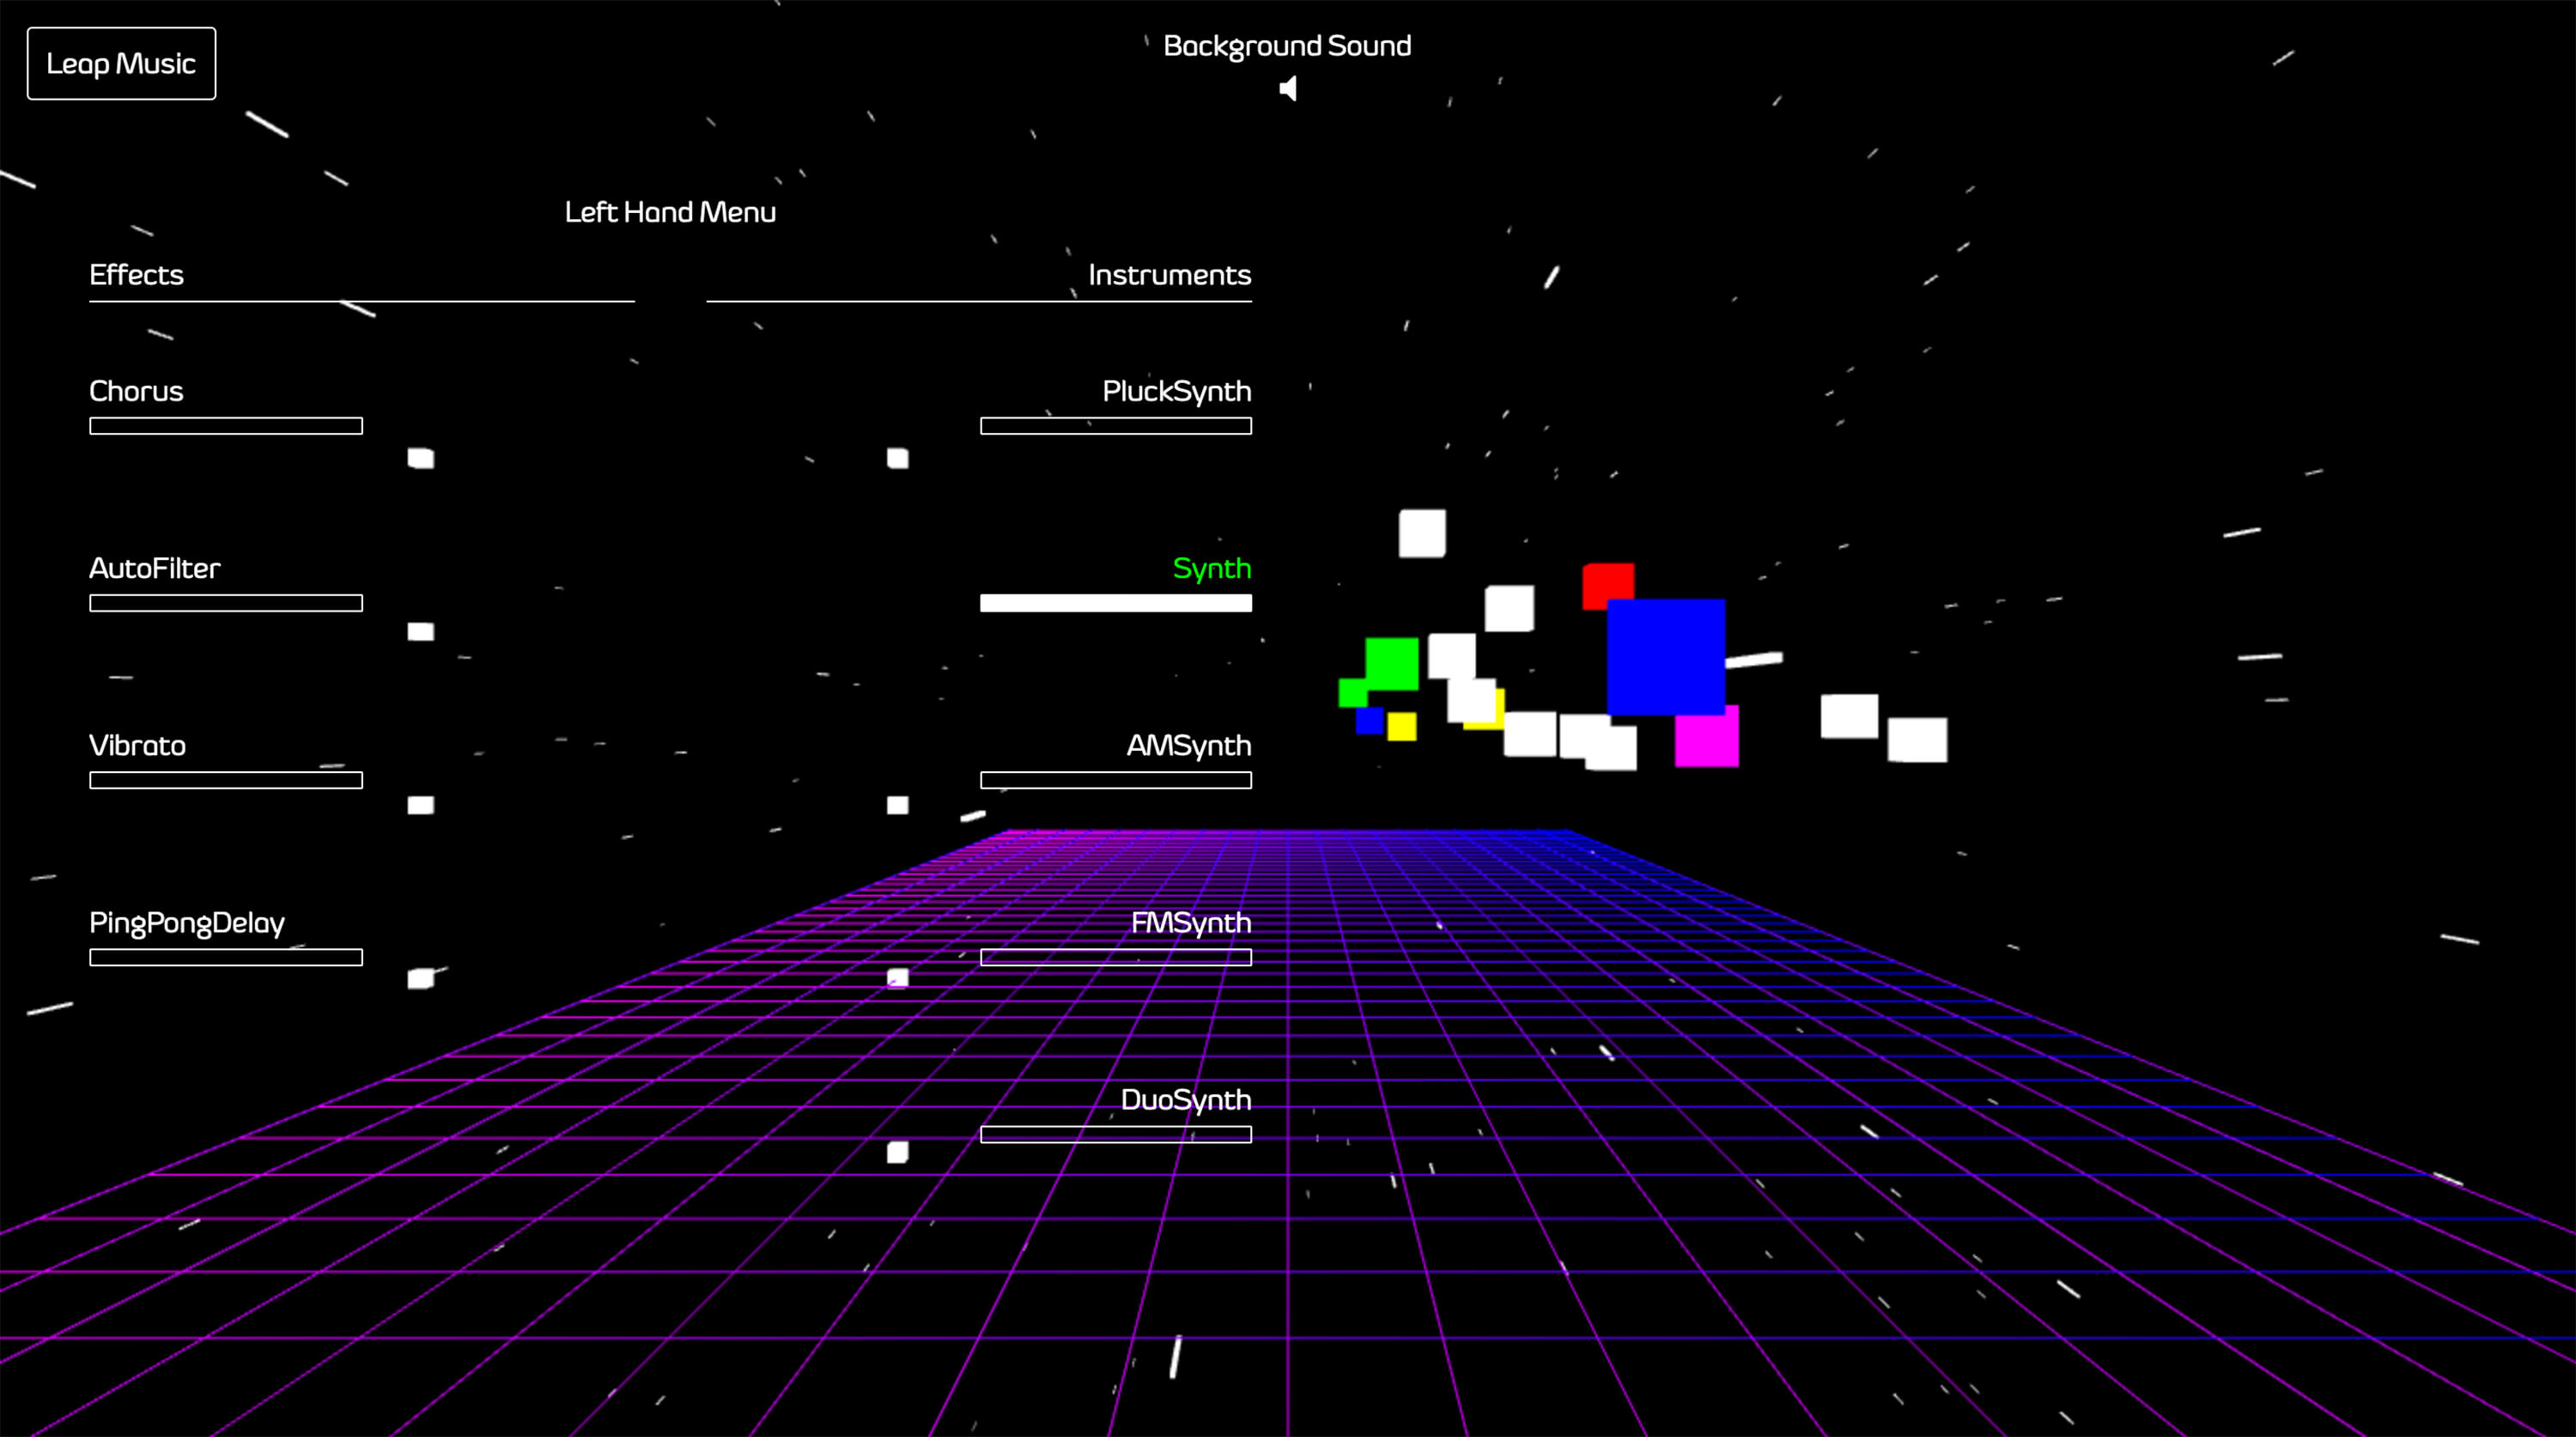 Leap Music
Background Sound
Left Hand Menu
Effects
Instruments
Chorus
PluckSynth
AutoFilter
Synth
Vibrato
AMSynth
PingPongDelay
FMSynth
DuoSynth